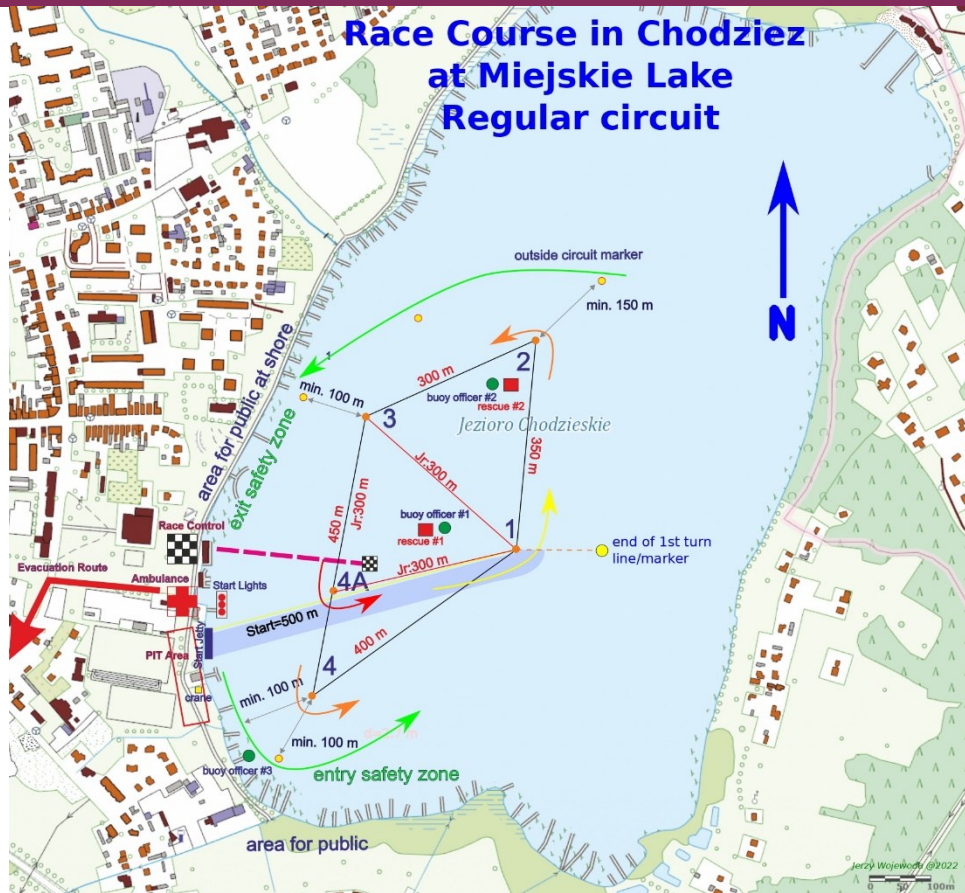 Race Course in Chodziez
at Miejskie Lake
Regular circuit
N
outside circuit marker
min. 150 m
1
2
300 m
buoy officer #2
rescue #2
min. 100 m
3
Jezioro Chodzieskie
area for public at shore
exit safety zone
350 m
Jr:300 m
450 m
Jr:300 m
buoy officer #1
rescue #1
1
Race Control
end of 1st turn
line/marker
Evacuation Route
Ambulance
Start Lights
Jr:300 m
4A
Start=500 m
400 m
Start Jetty
PIT Area
4
crane
min. 100 m
min. 100 m
buoy officer #3
entry safety zone
area for public
Jerzy Wojewoda @2022
50
100m